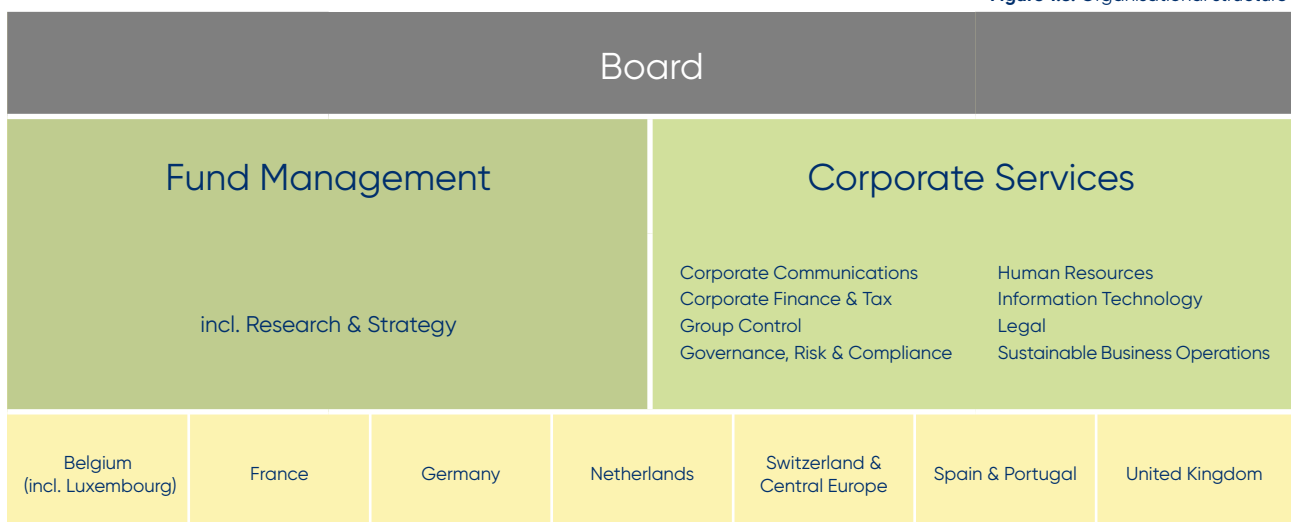 Organisational structure
Board
Fund Management
incl. Research & Strategy
Corporate Services
Corporate Communications
Corporate Finance & Tax
Group Control
Governance, Risk & Compliance
Human Resources
Information Technology
Legal
Sustainable Business Operations
Belgium
(incl. Luxembourg)
France
Germany
Netherlands
Switzerland &
Central Europe
Spain & Portugal
United Kingdom